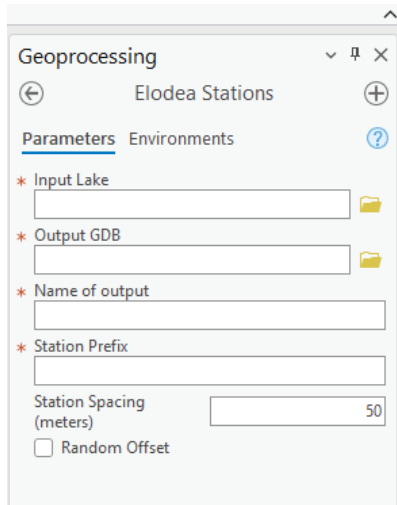 Geoprocessing
Elodea Stations
Parameters Environments
* Input Lake
* Output GDB
* Name of output
* Station Prefix
Station Spacing
(meters)
50
Random Offset